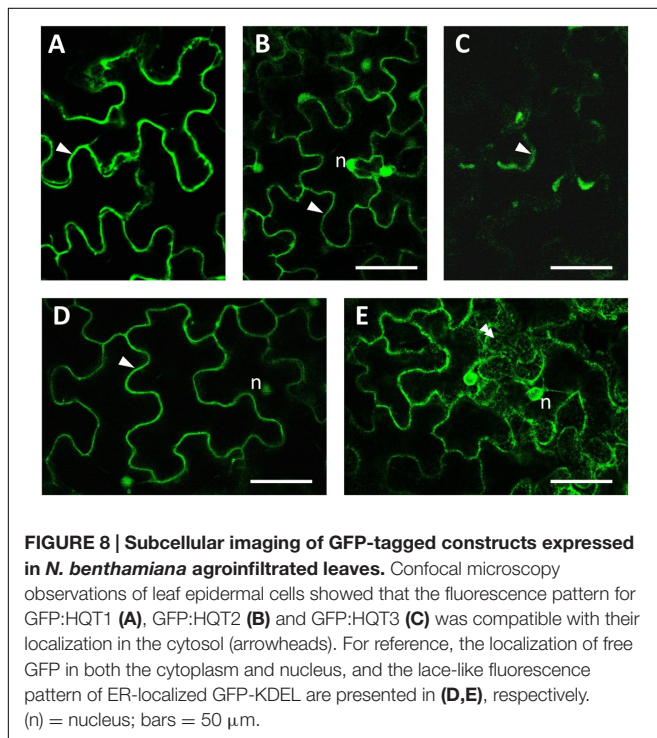 A
B
C
n
D
E
n
n
FIGURE 8 | Subcellular imaging of GFP-tagged constructs expressed
in N. benthamiana agroinfiltrated leaves. Confocal microscopy
observations of leaf epidermal cells showed that the fluorescence pattern for
GFP:HQT1 (A), GFP:HQT2 (B) and GFP:HQT3 (C) was compatible with their
localization in the cytosol (arrowheads). For reference, the localization of free
GFP in both the cytoplasm and nucleus, and the lace-like fluorescence
pattern of ER-localized GFP-KDEL are presented in (D,E), respectively.
(n) = nucleus; bars = 50 μm.